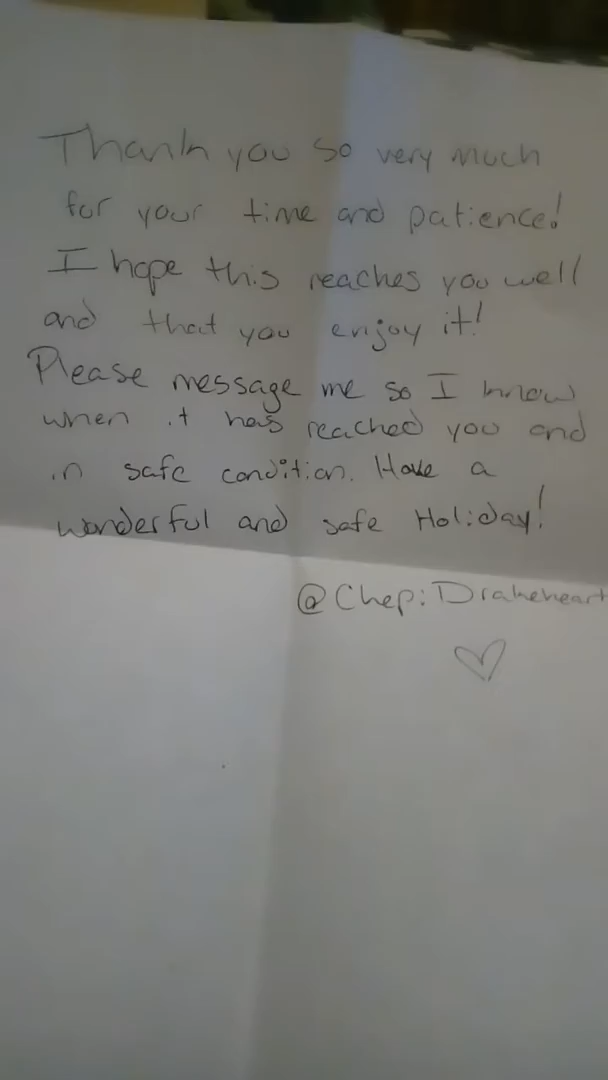 Thank you so very much
for your time and patience!
I hope this reaches you well
and that you enjoy it!
Please message me so I know
when it has reached you and
in safe condition. Have a
wonderful and safe Holiday!
@Chep:Drakeheart
♡